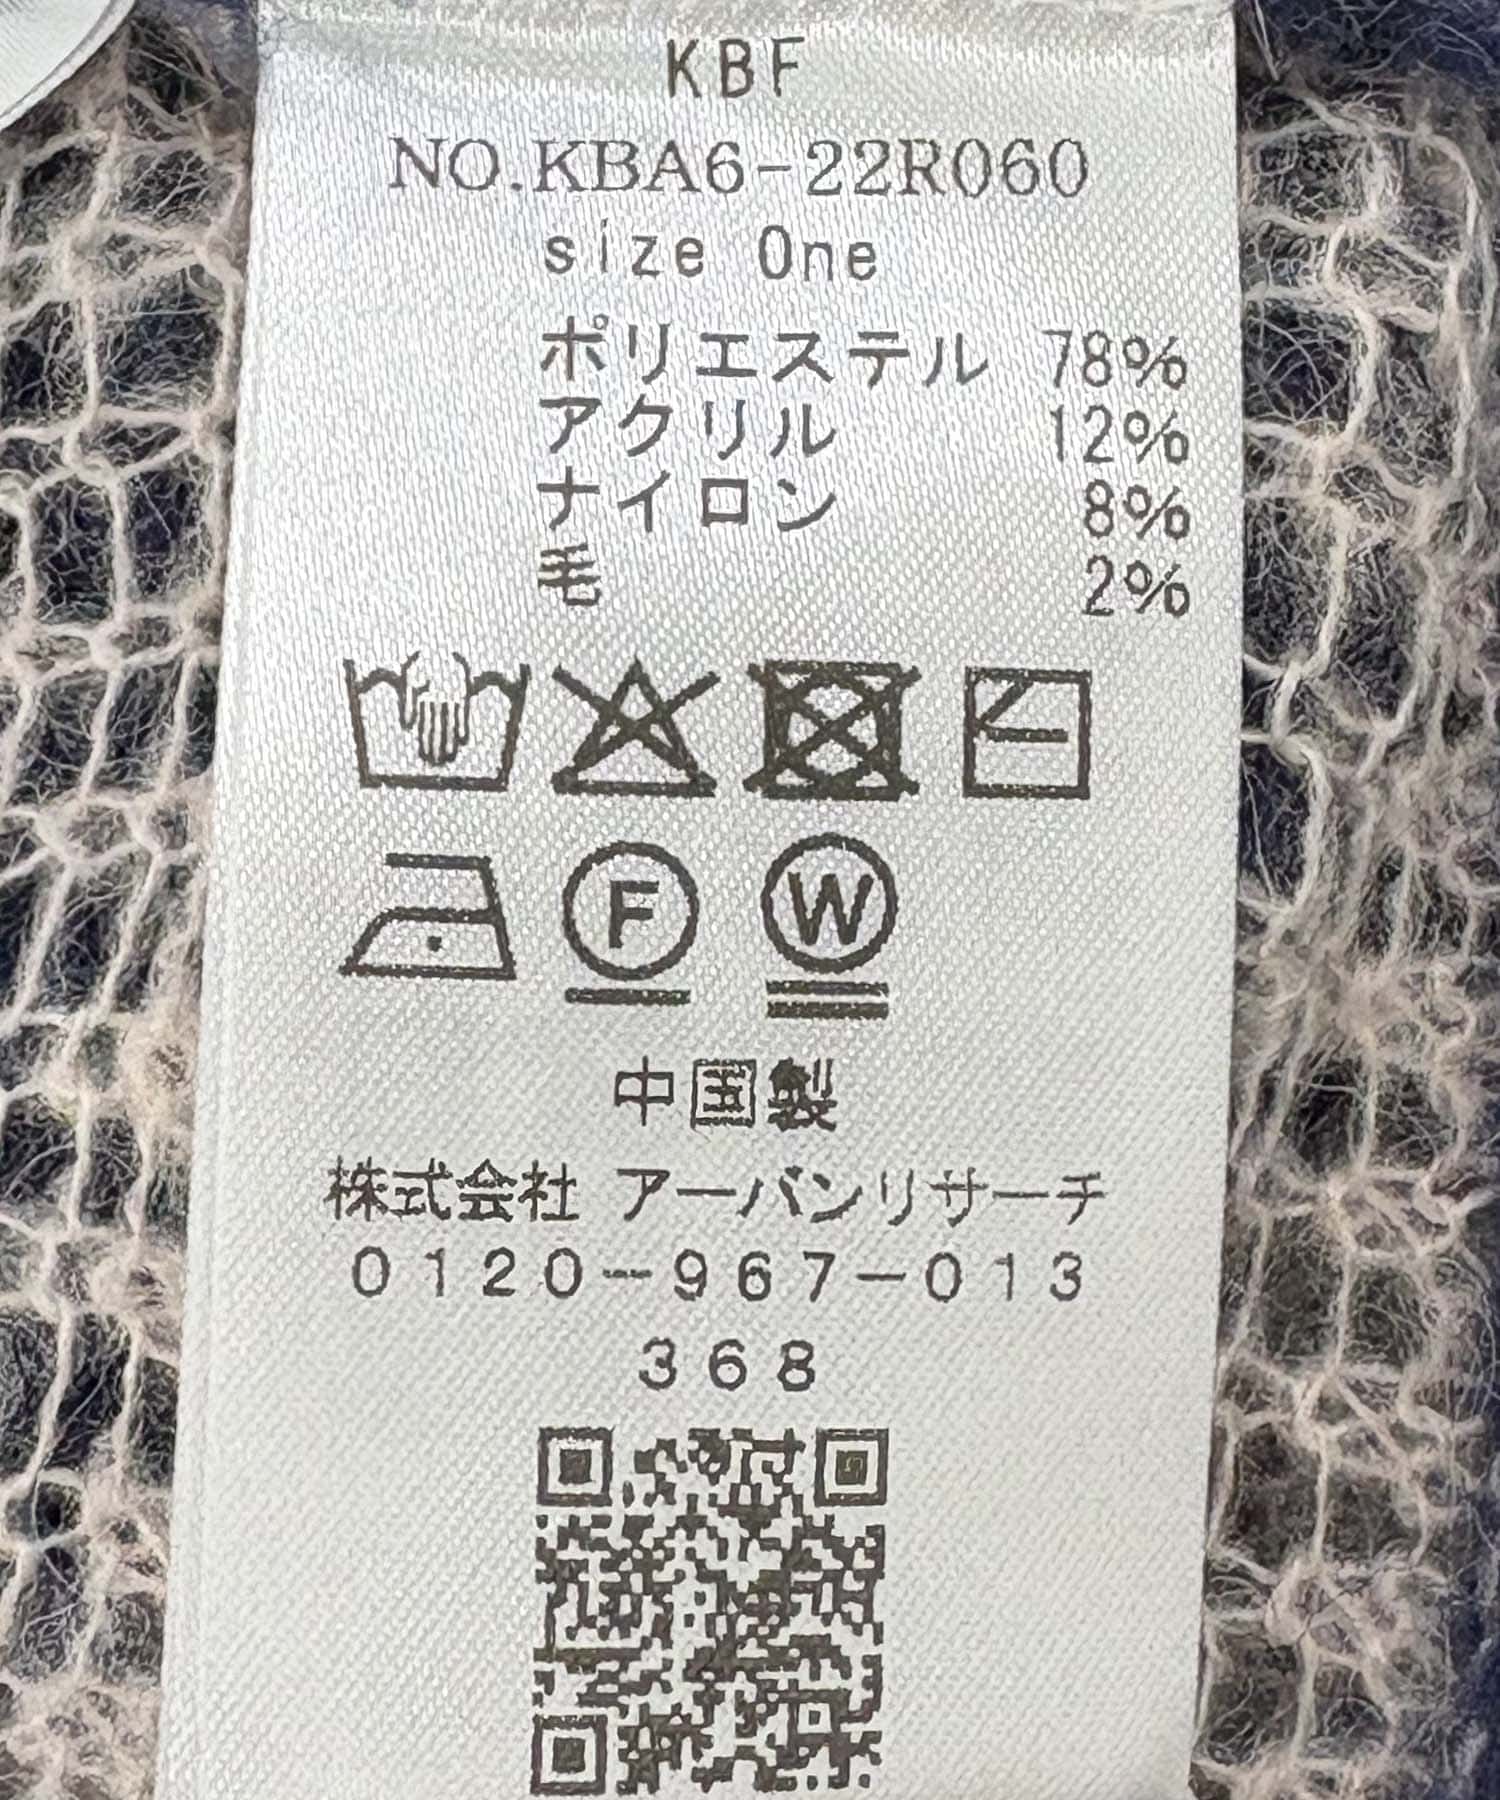 KBF
NO.KBA6-22R060
size One
ポリエステル 78%
アクリル 12%
ナイロン 8%
毛 2%
F W
中国製
株式会社 アーバンリサーチ
0120-967-013
368